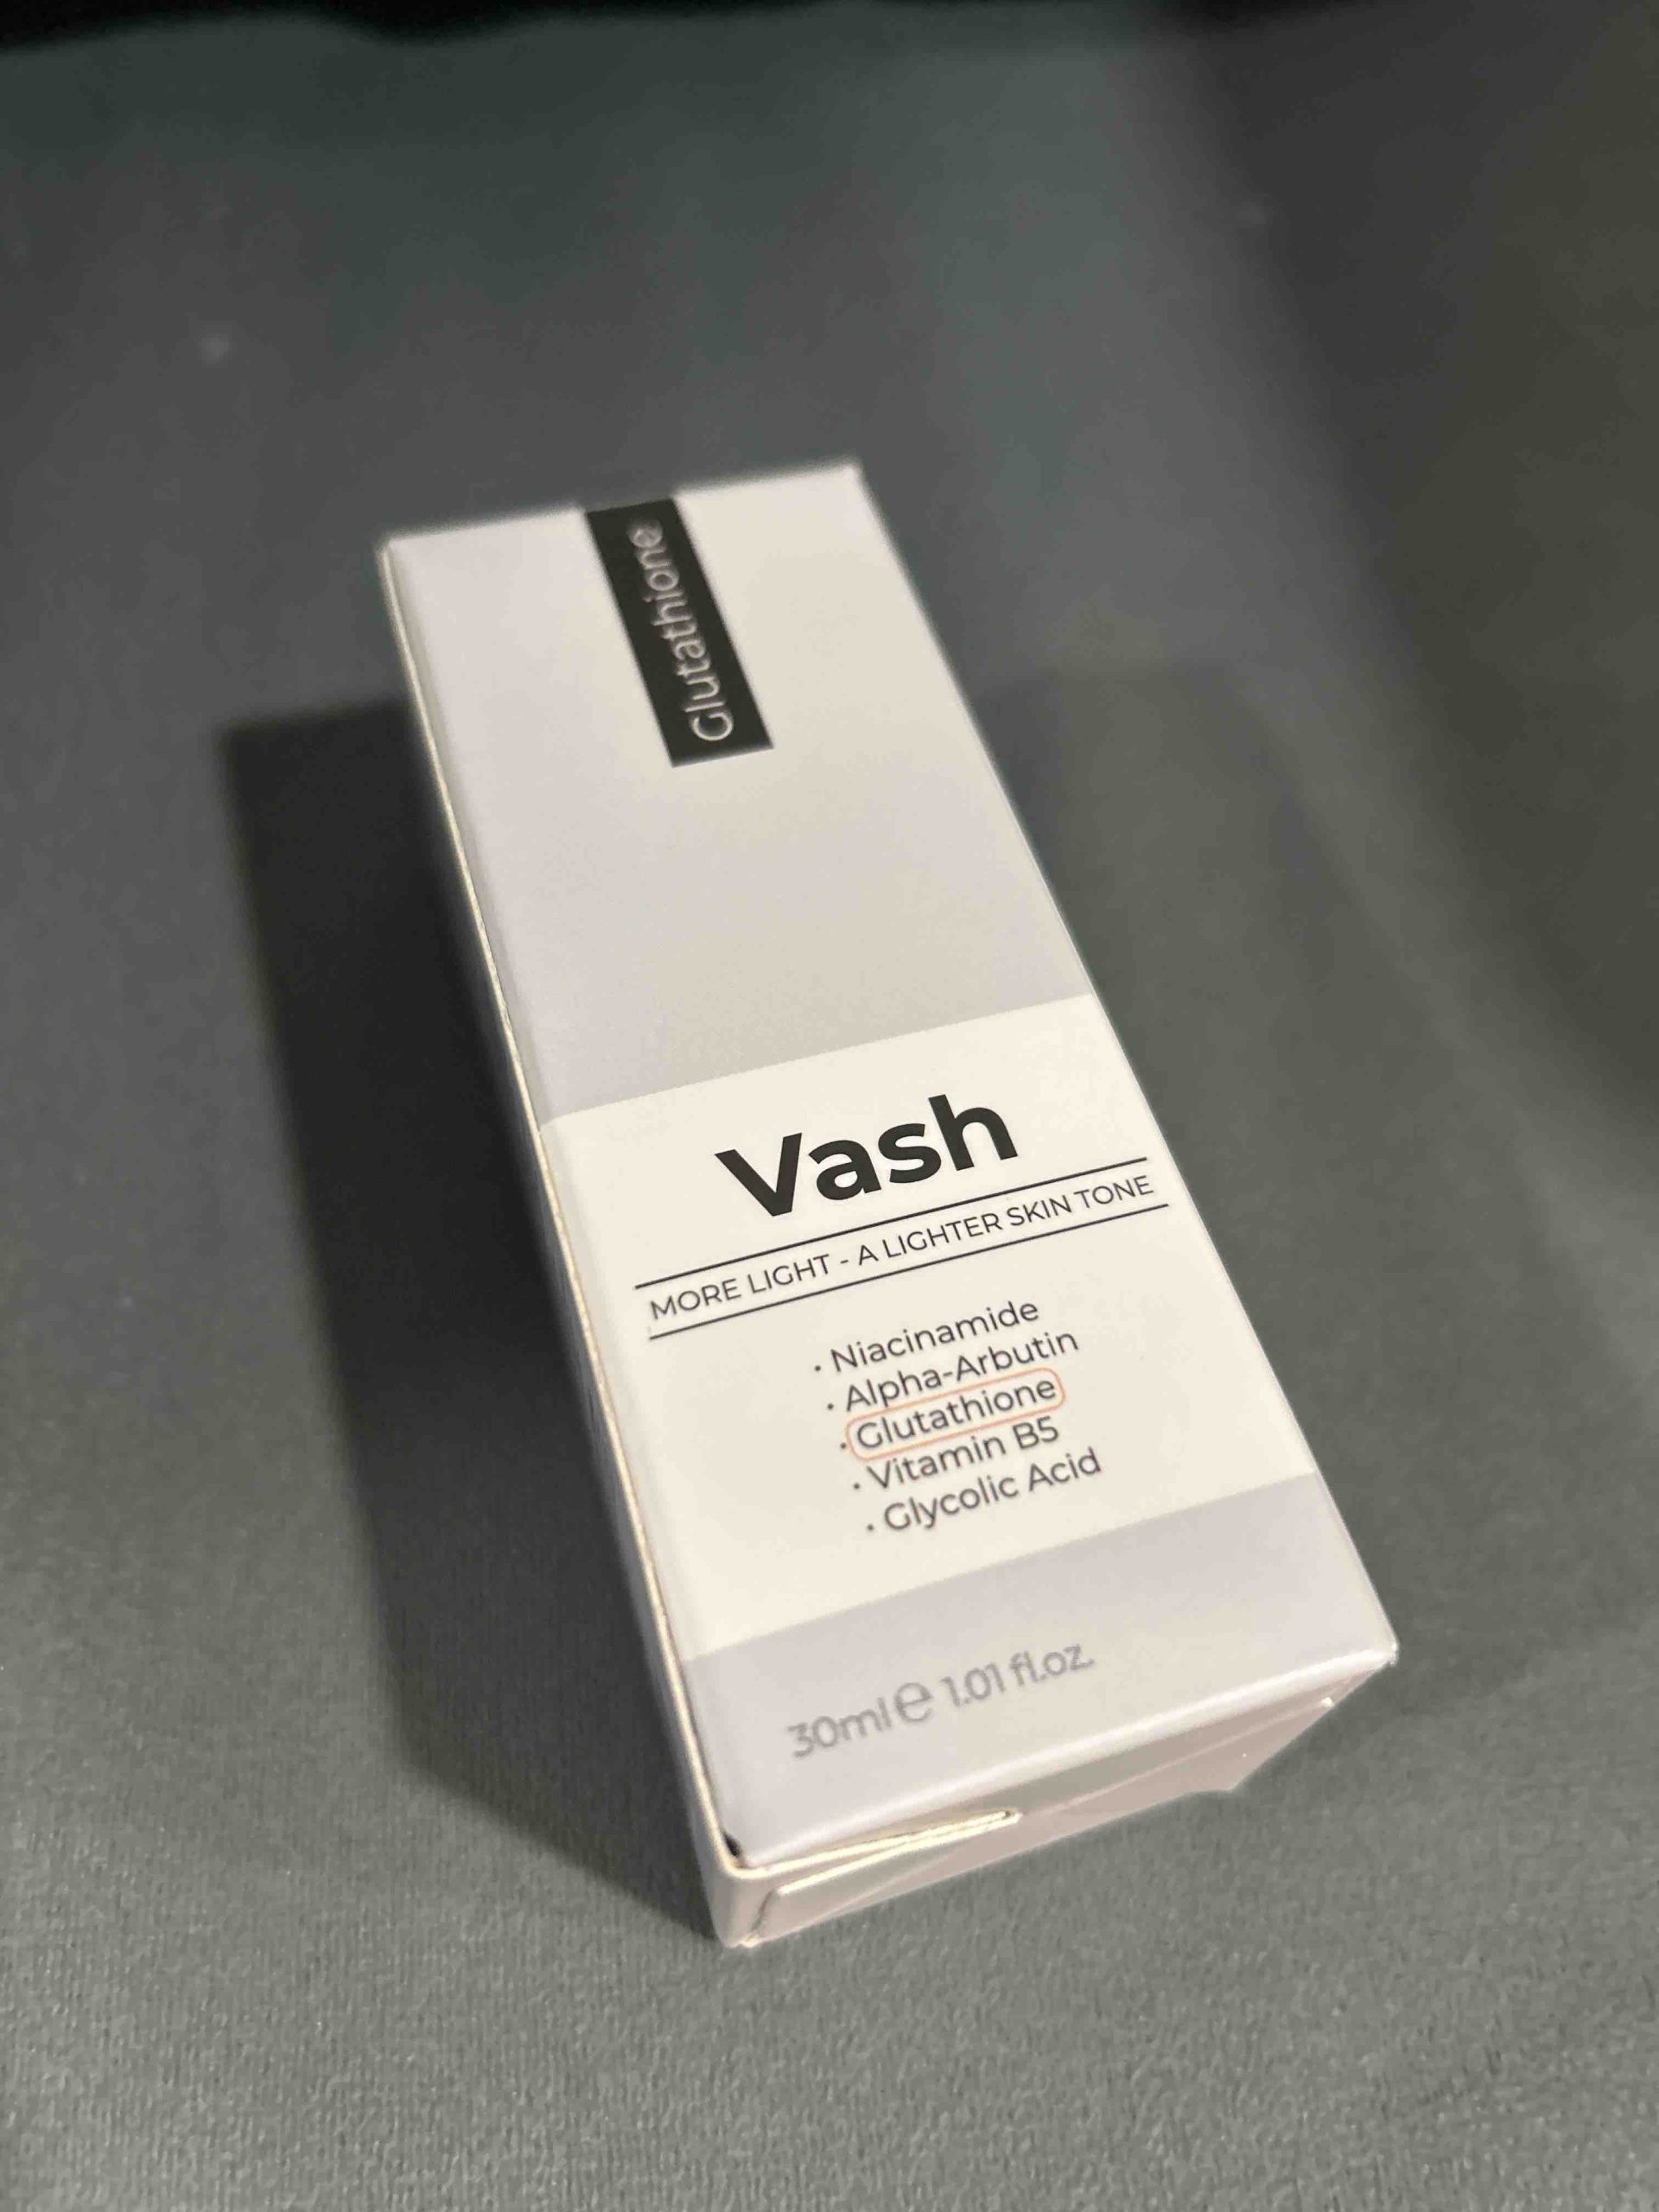 Glutathione
Vash
MORE LIGHT - A LIGHTER SKIN TONE
. Niacinamide
. Alpha-Arbutin
. Glutathione
. Vitamin B5
. Glycolic Acid
30ml e 1.01 fl.oz.